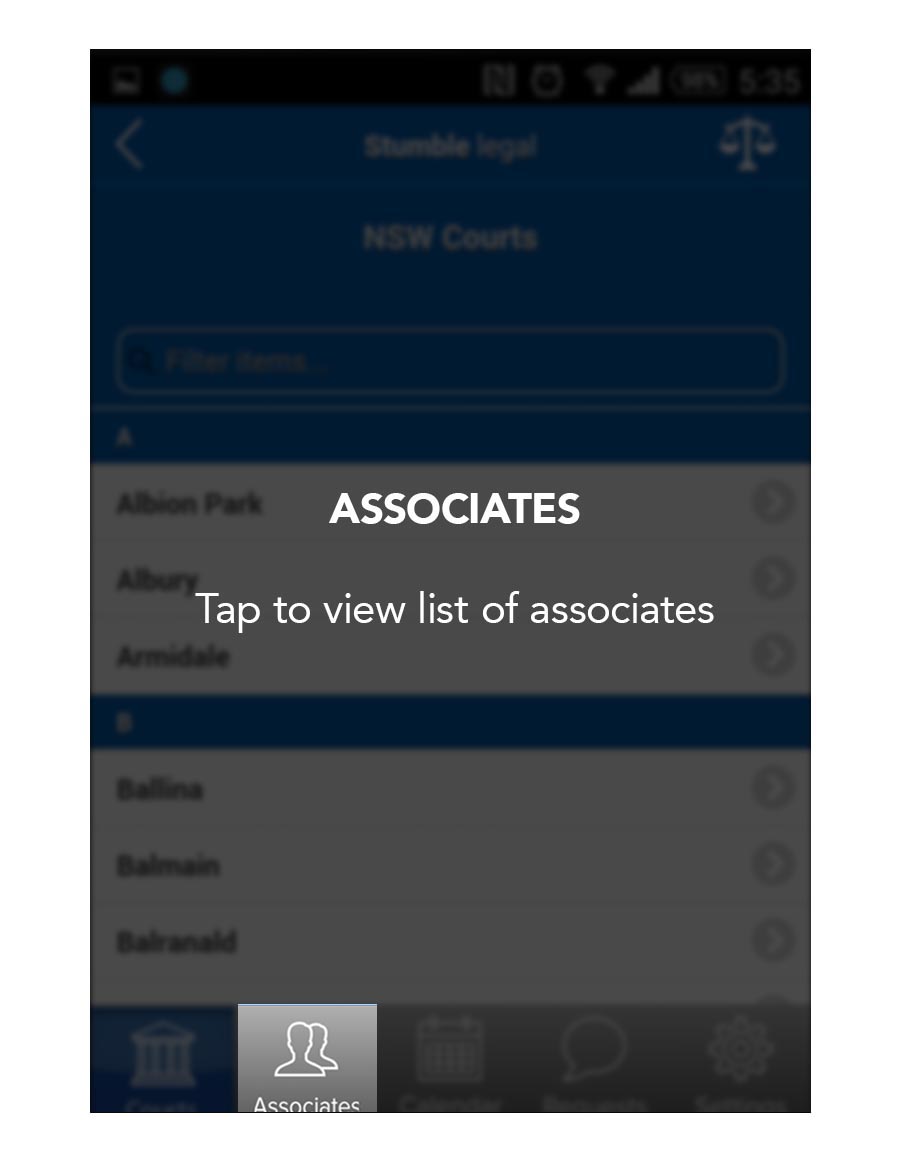 98% 5:35
Stumble legal
NSW Courts
Filter items...
A
Albion Park
ASSOCIATES
Albury
Tap to view list of associates
Armidale
B
Ballina
Balmain
Balranald
Courts Associates Calendar Requests Settings